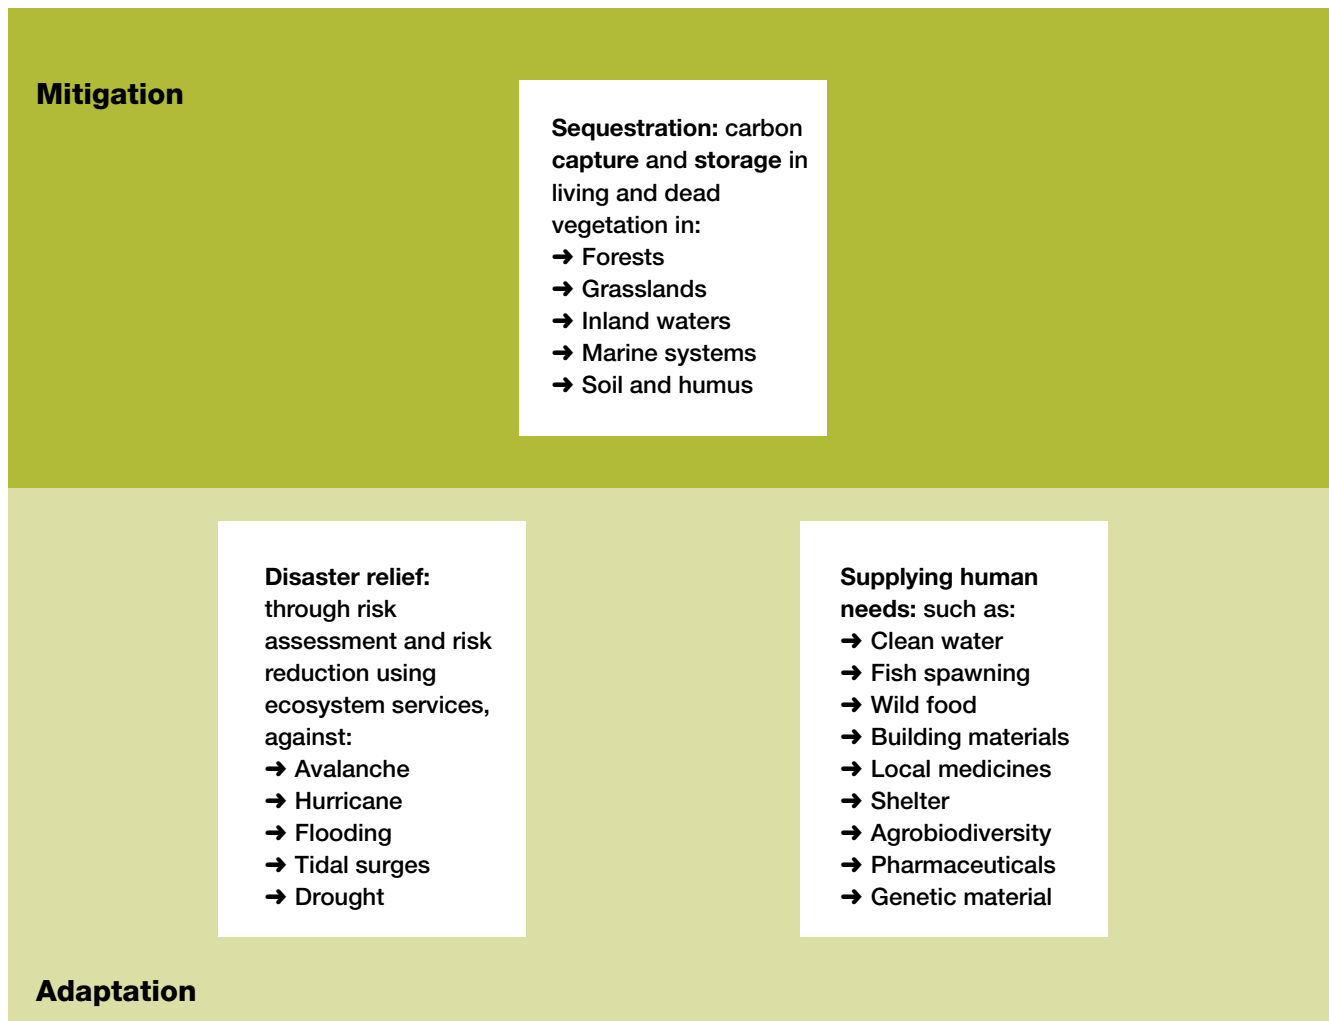 Mitigation
Sequestration: carbon
capture and storage in
living and dead
vegetation in:
➜ Forests
➜ Grasslands
➜ Inland waters
➜ Marine systems
➜ Soil and humus
Disaster relief:
through risk
assessment and risk
reduction using
ecosystem services,
against:
➜ Avalanche
➜ Hurricane
➜ Flooding
➜ Tidal surges
➜ Drought
Supplying human
needs: such as:
➜ Clean water
➜ Fish spawning
➜ Wild food
➜ Building materials
➜ Local medicines
➜ Shelter
➜ Agrobiodiversity
➜ Pharmaceuticals
➜ Genetic material
Adaptation